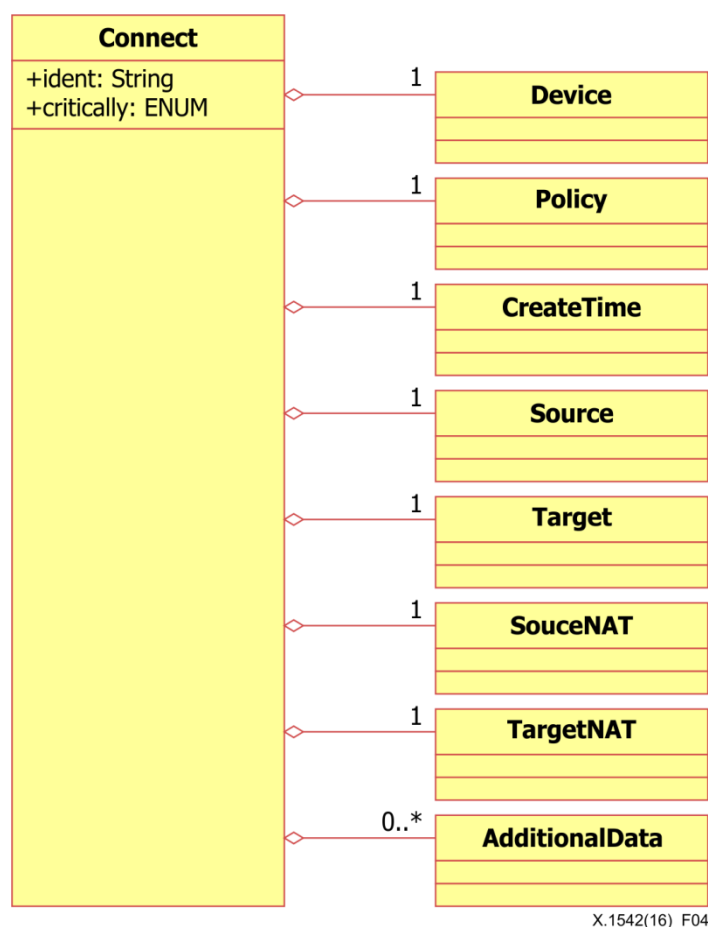 Connect
+ident: String
+critically: ENUM
1
Device
1
Policy
1
CreateTime
1
Source
1
Target
1
SouceNAT
1
TargetNAT
0..*
AdditionalData
X.1542(16)_F04